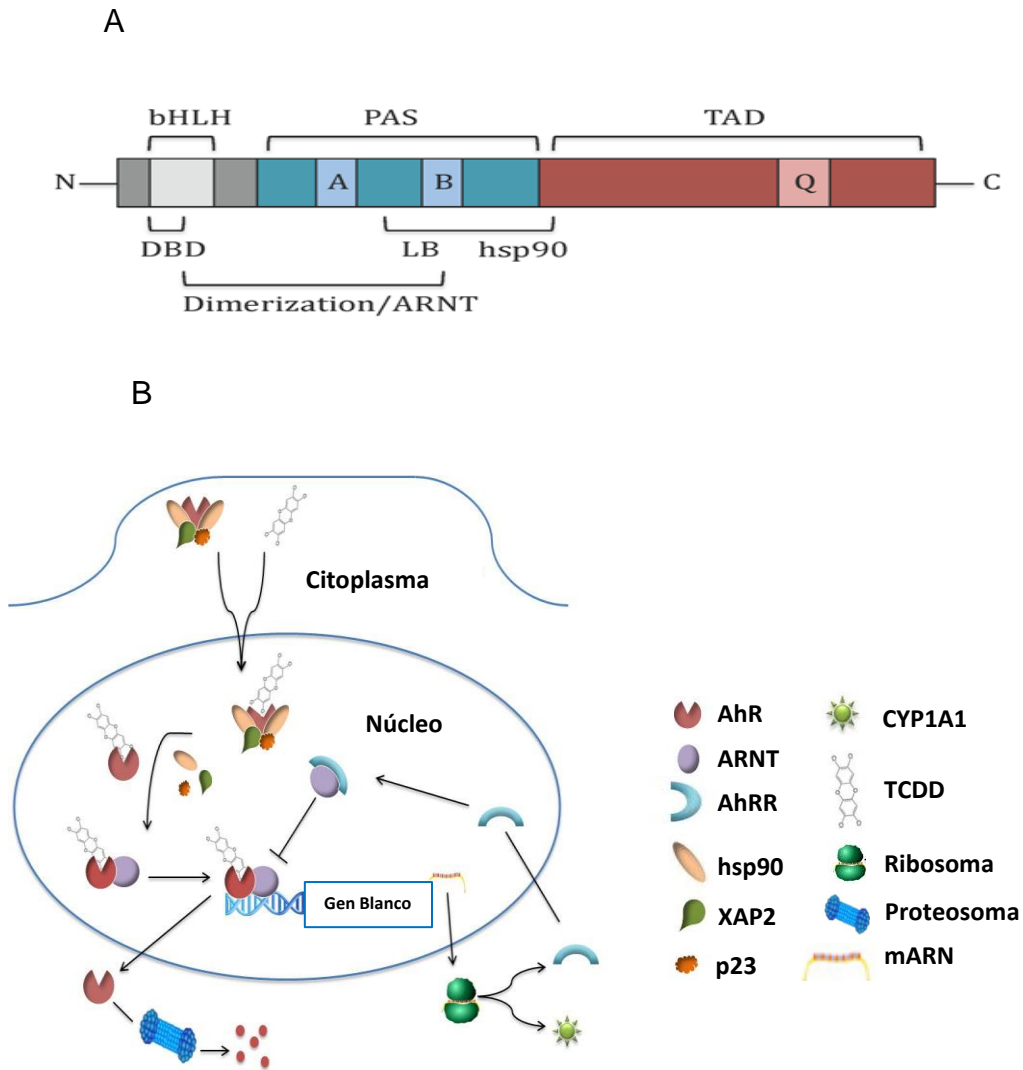 A
bHLH PAS TAD
N A B Q C
DBD LB hsp90
Dimerization/ARNT
B
Citoplasma
Núcleo
Gen Blanco
AhR
ARNT
AhRR
hsp90
XAP2
p23
CYP1A1
TCDD
Ribosoma
Proteosoma
mARN